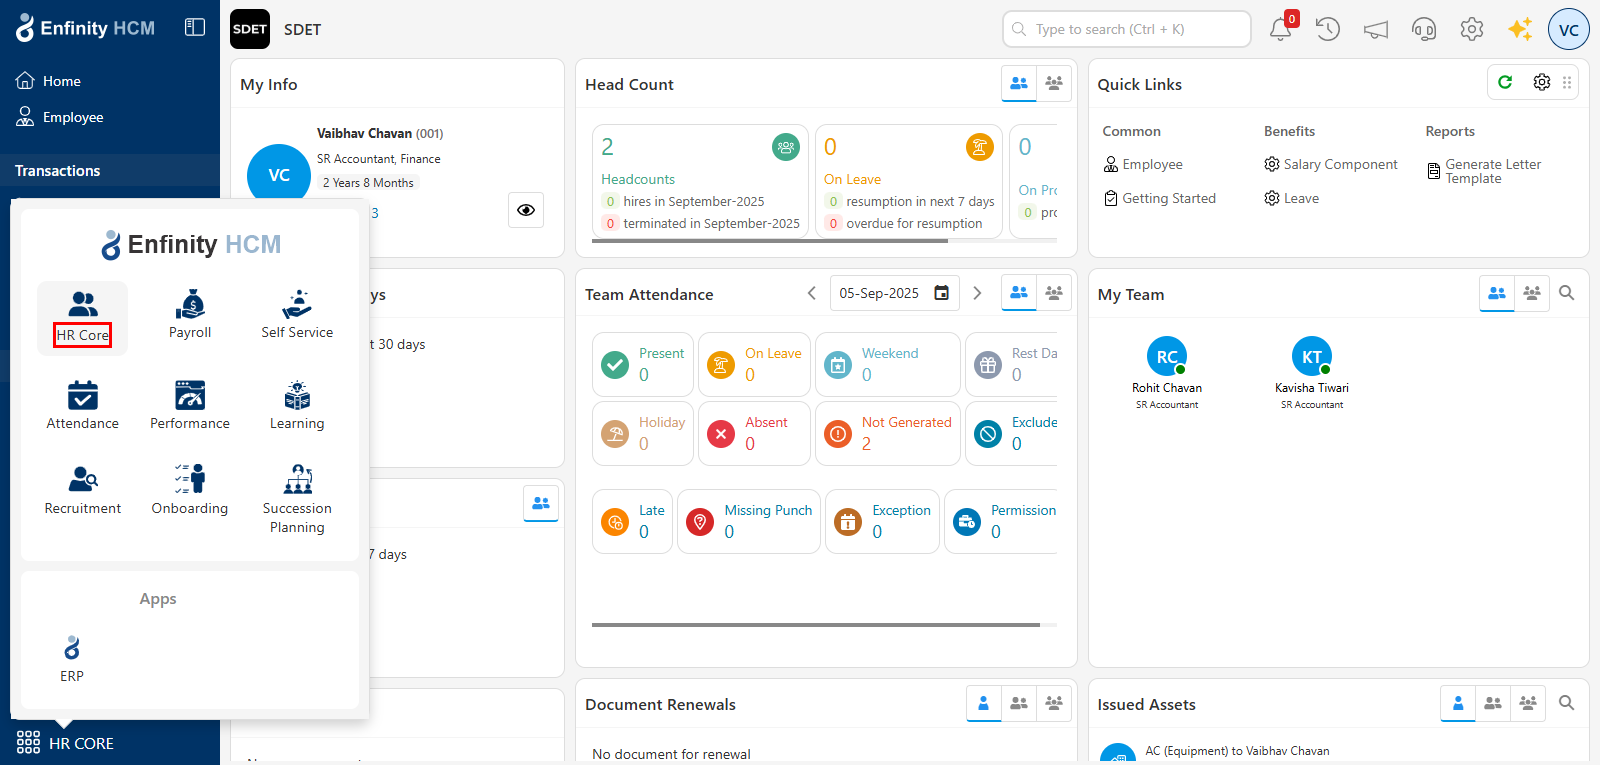 Enfinity HCM
SDET
SDET
Type to search (Ctrl + K)
0
VC
Home
Employee
Transactions
My Info
VC
Vaibhav Chavan (001)
SR Accountant, Finance
2 Years 8 Months
3
Head Count
2
Headcounts
0 hires in September-2025
0 terminated in September-2025
0
On Leave
0 resumption in next 7 days
0 overdue for resumption
0
On Pro
0 pro
Quick Links
Common
Employee
Getting Started
Benefits
Salary Component
Leave
Reports
Generate Letter
Template
Enfinity HCM
HR Core
Payroll
Self Service
Attendance
Performance
Learning
Recruitment
Onboarding
Succession
Planning
Apps
ERP
HR CORE
ys
t 30 days
7 days
Team Attendance
05-Sep-2025
Present
0
On Leave
0
Weekend
0
Rest Da
0
Holiday
0
Absent
0
Not Generated
2
Exclude
0
Late
0
Missing Punch
0
Exception
0
Permission
0
My Team
RC
Rohit Chavan
SR Accountant
KT
Kavisha Tiwari
SR Accountant
Document Renewals
No document for renewal
Issued Assets
AC (Equipment) to Vaibhav Chavan